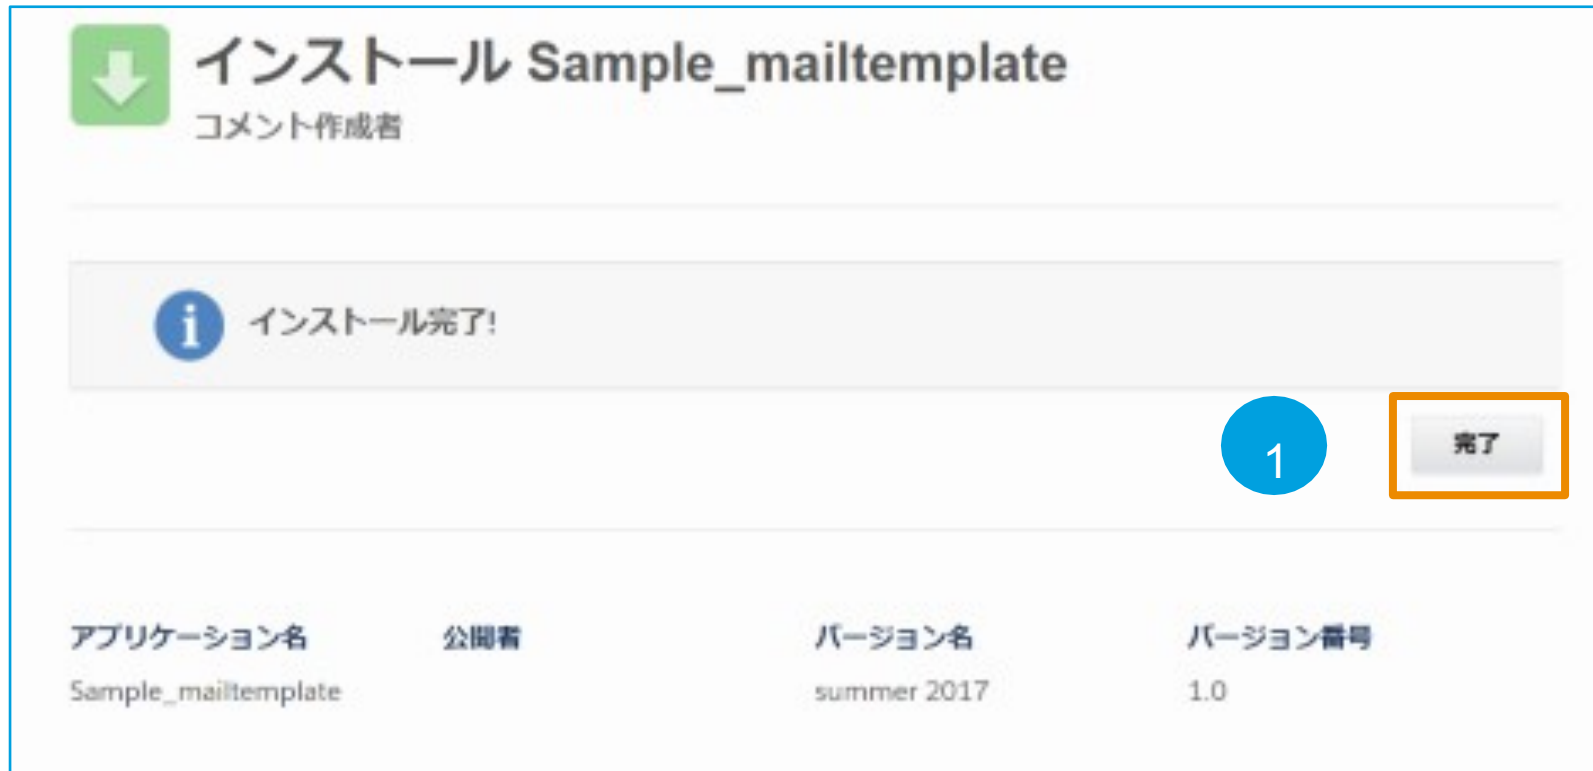 インストール Sample_mailtemplate
コメント作成者
インストール完了!
1
完了
アプリケーション名 公開者 バージョン名 バージョン番号
Sample_mailtemplate summer 2017 1.0